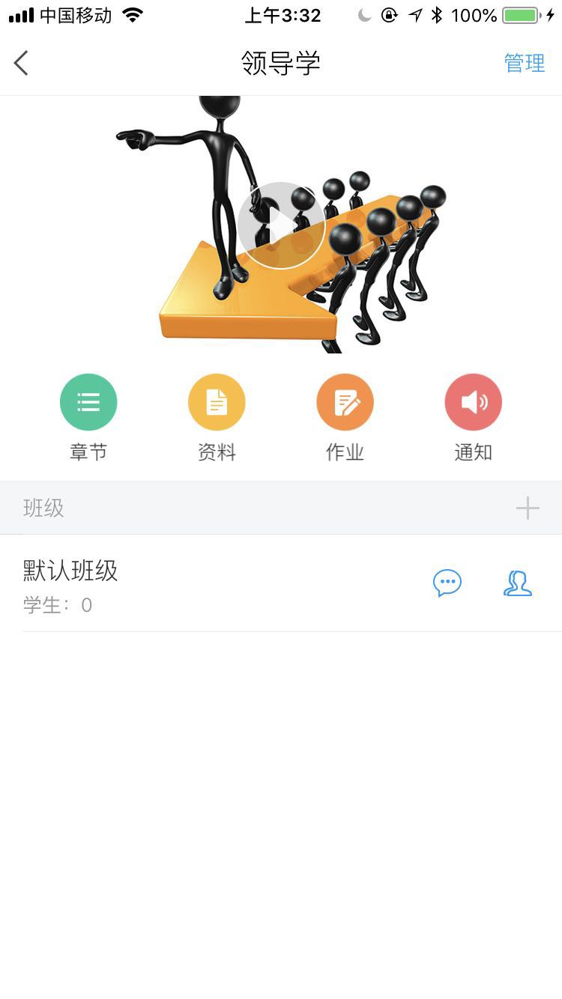 中国移动 上午3:32 100%
领导学 管理
章节 资料 作业 通知
班级
默认班级
学生：0